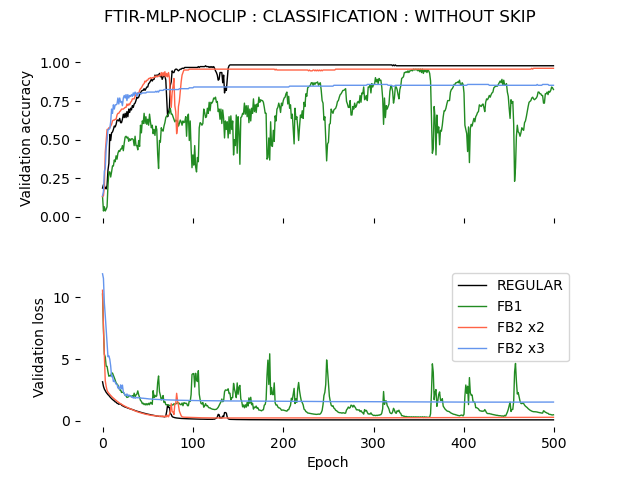 FTIR-MLP-NOCLIP : CLASSIFICATION : WITHOUT SKIP
1.00
0.75
0.50
0.25
0.00
Validation accuracy
10
5
0
Validation loss
REGULAR
FB1
FB2 x2
FB2 x3
0 100 200 300 400 500
Epoch